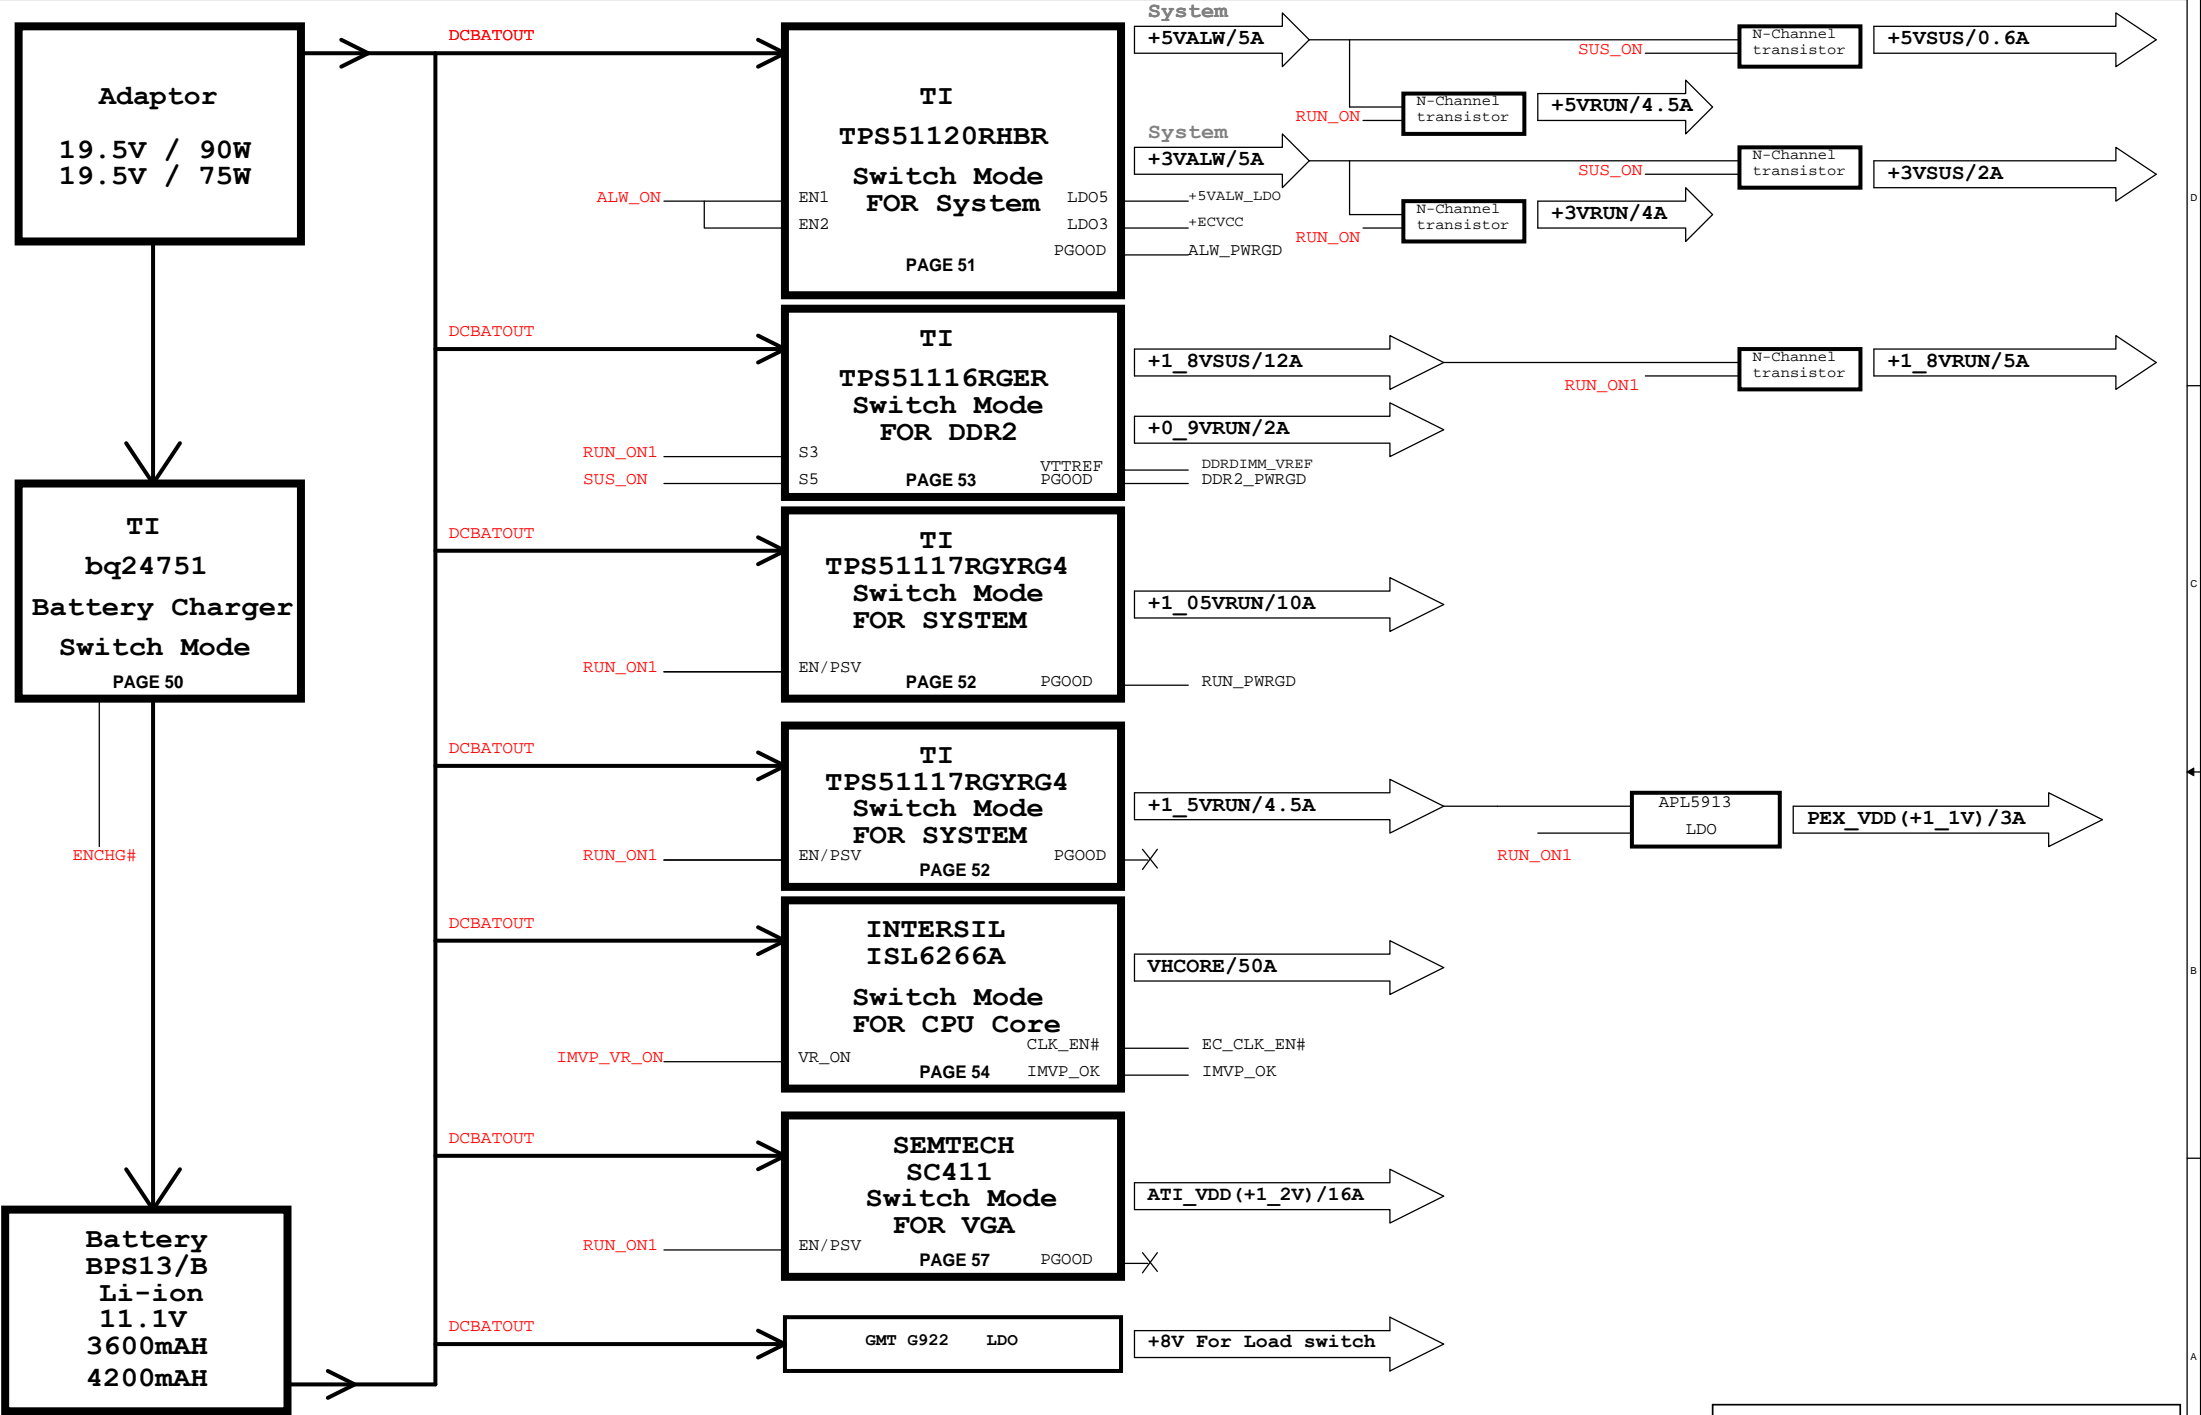 Adaptor
19.5V / 90W
19.5V / 75W
TI
bq24751
Battery Charger
Switch Mode
PAGE 50
ENCHG#
Battery
BPS13/B
Li-ion
11.1V
3600mAH
4200mAH
DCBATOUT
ALW_ON
TI
TPS51120RHBR
Switch Mode
FOR System
EN1
EN2
LDO5
LDO3
PGOOD
PAGE 51
System
+5VALW/5A
System
+3VALW/5A
+5VALW_LDO
+ECVCC
ALW_PWRGD
SUS_ON
N-Channel
transistor
+5VSUS/0.6A
RUN_ON
N-Channel
transistor
+5VRUN/4.5A
SUS_ON
N-Channel
transistor
+3VSUS/2A
RUN_ON
N-Channel
transistor
+3VRUN/4A
DCBATOUT
RUN_ON1
SUS_ON
TI
TPS51116RGER
Switch Mode
FOR DDR2
S3
S5
VTTREF
PGOOD
PAGE 53
+1_8VSUS/12A
+0_9VRUN/2A
DDRDIMM_VREF
DDR2_PWRGD
RUN_ON1
N-Channel
transistor
+1_8VRUN/5A
DCBATOUT
RUN_ON1
TI
TPS51117RGYRG4
Switch Mode
FOR SYSTEM
EN/PSV
PAGE 52
PGOOD
+1_05VRUN/10A
RUN_PWRGD
DCBATOUT
RUN_ON1
TI
TPS51117RGYRG4
Switch Mode
FOR SYSTEM
EN/PSV
PGOOD
PAGE 52
+1_5VRUN/4.5A
RUN_ON1
APL5913
LDO
PEX_VDD(+1_1V)/3A
DCBATOUT
IMVP_VR_ON
INTERSIL
ISL6266A
Switch Mode
FOR CPU Core
VR_ON
CLK_EN#
IMVP_OK
PAGE 54
VHCORE/50A
EC_CLK_EN#
IMVP_OK
DCBATOUT
RUN_ON1
SEMTECH
SC411
Switch Mode
FOR VGA
EN/PSV
PAGE 57
PGOOD
ATI_VDD(+1_2V)/16A
DCBATOUT
GMT G922 LDO
+8V For Load switch
D
C
B
A